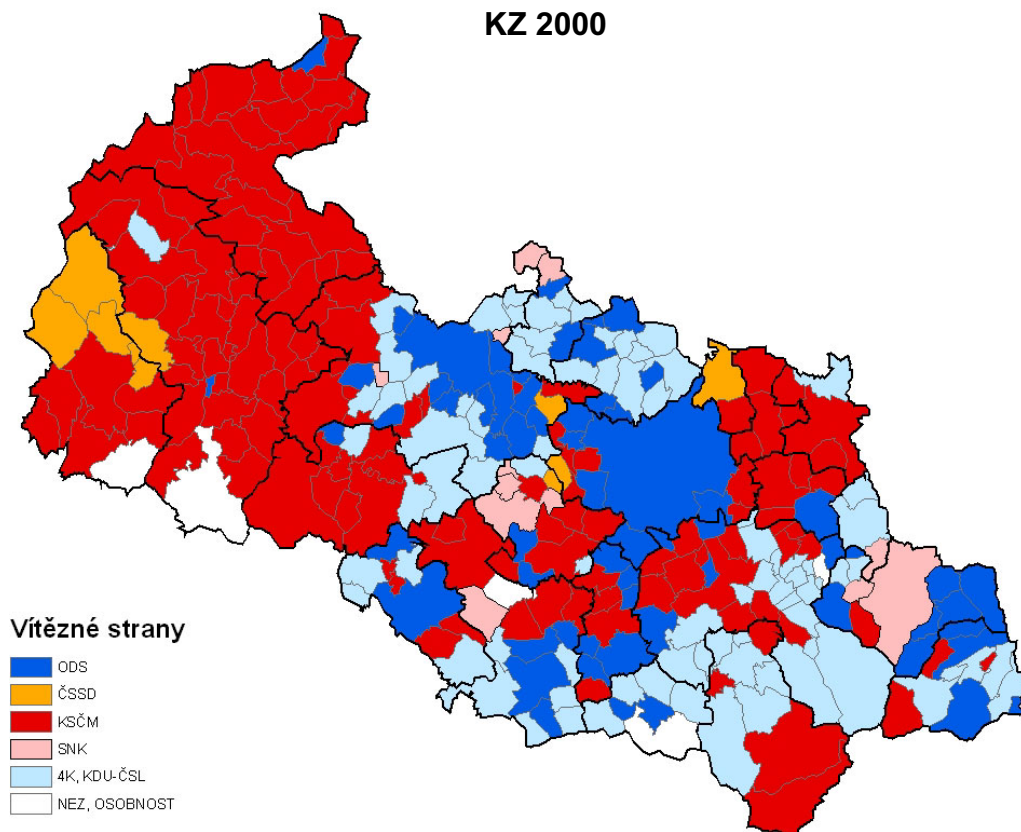 KZ 2000
Vítězné strany
ODS
ČSSD
KSČM
SNK
4K, KDU-ČSL
NEZ, OSOBNOST